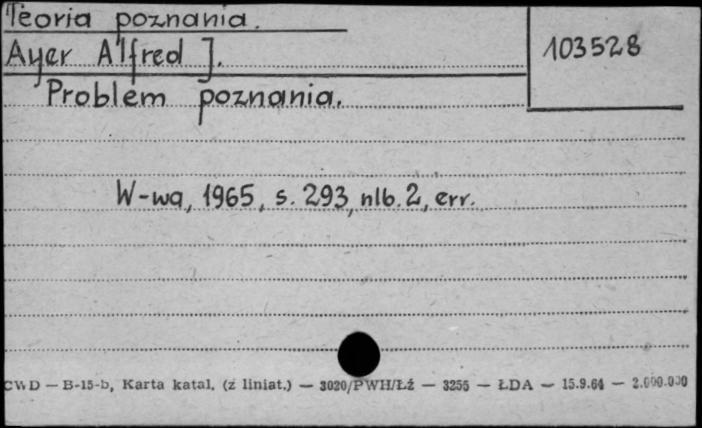 Teoria poznania.
103528
Ayer Alfred J.
Problem poznania.
W-wa, 1965, s. 293, nlb. 2, err.
CWD — B-15-b, Karta katal. (z liniat.) — 3020/PWH/Łź — 3255 — ŁDA — 15.9.64 — 2.000.000